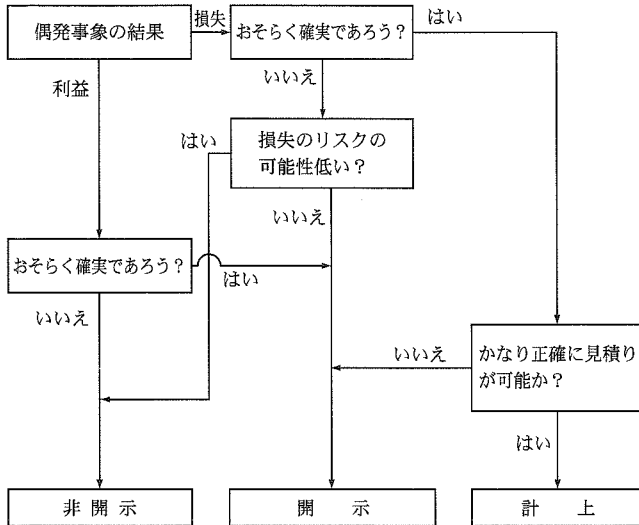 偶発事象の結果
損失
おそらく確実であろう？
はい
利益
いいえ
はい
損失のリスクの
可能性低い？
いいえ
おそらく確実であろう？
はい
いいえ
いいえ
かなり正確に見積り
が可能か？
はい
非開示
開示
計上